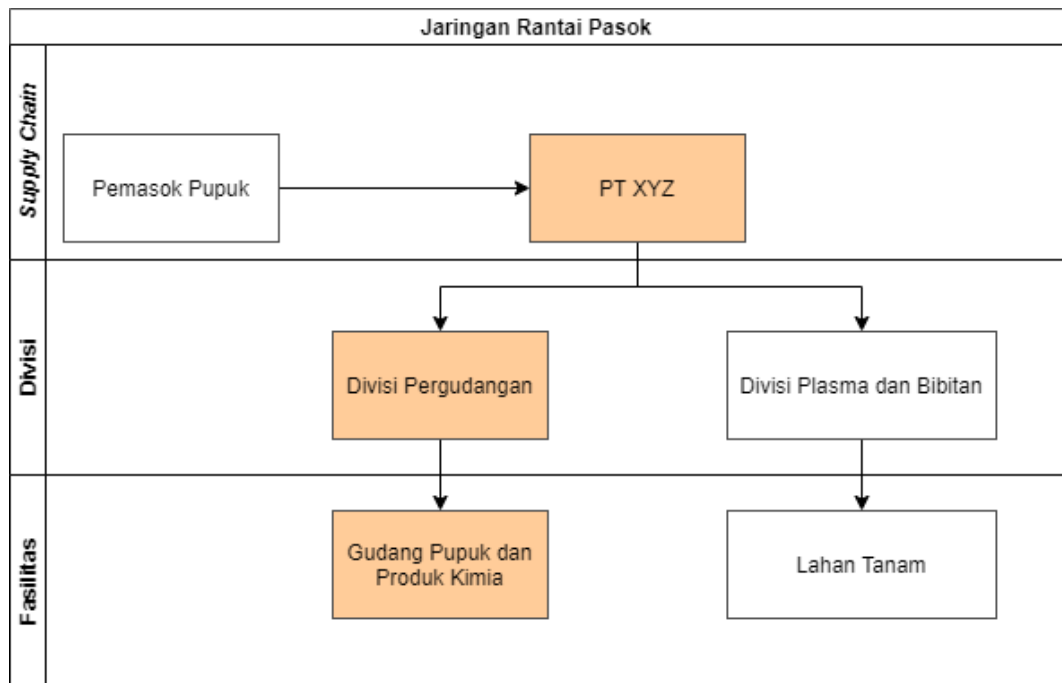 Jaringan Rantai Pasok
Supply Chain
Pemasok Pupuk
PT XYZ
Divisi
Divisi Pergudangan
Divisi Plasma dan Bibitan
Fasilitas
Gudang Pupuk dan
Produk Kimia
Lahan Tanam